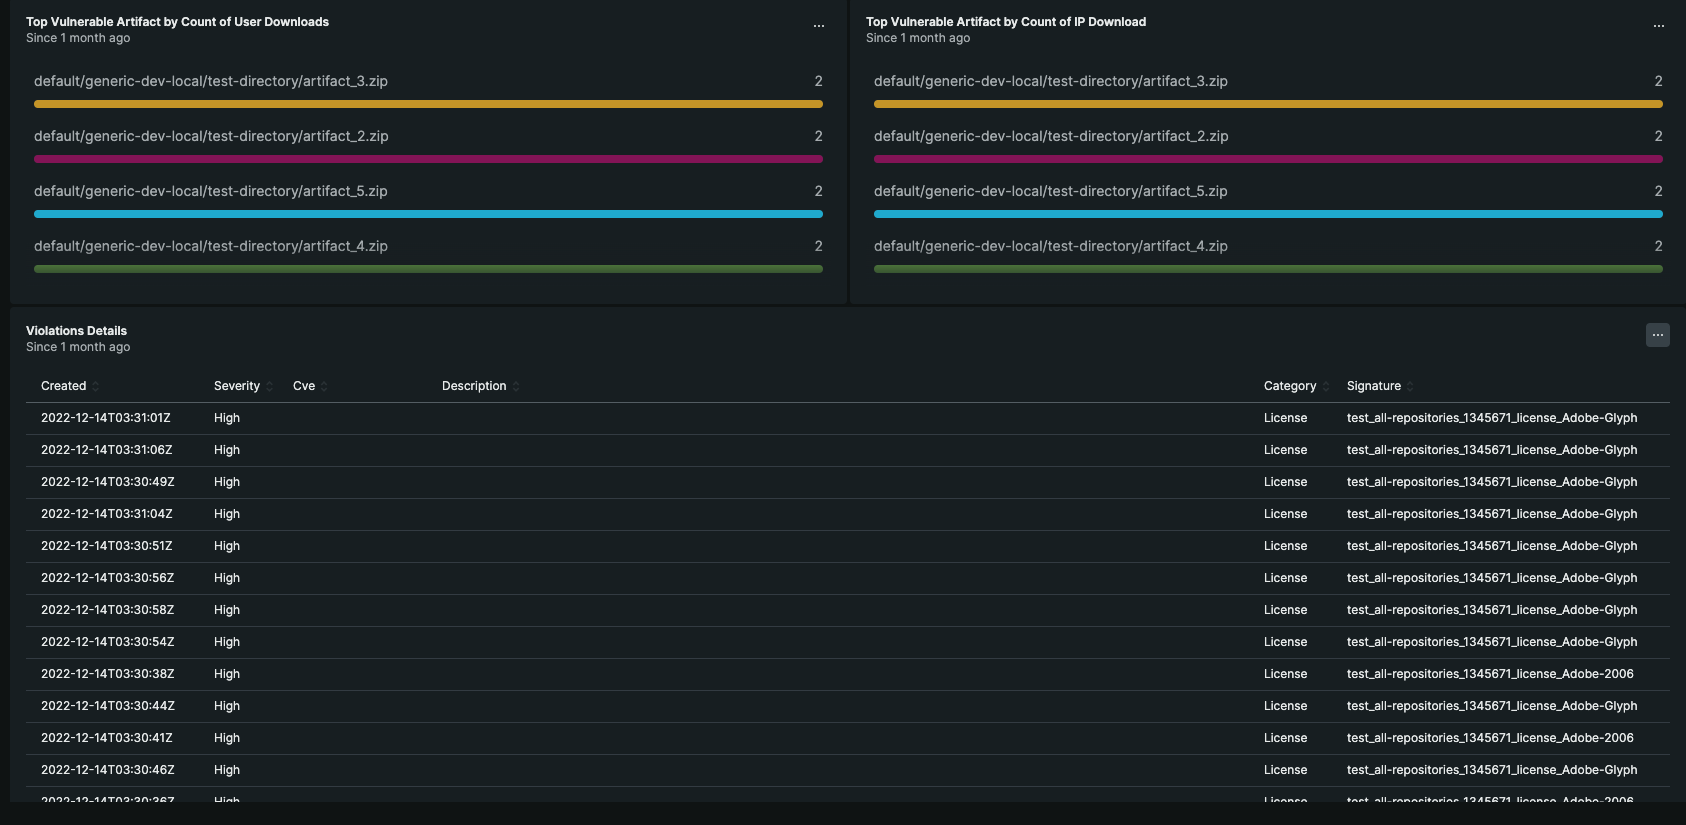 Top Vulnerable Artifact by Count of User Downloads
Since 1 month ago
default/generic-dev-local/test-directory/artifact_3.zip 2
default/generic-dev-local/test-directory/artifact_2.zip 2
default/generic-dev-local/test-directory/artifact_5.zip 2
default/generic-dev-local/test-directory/artifact_4.zip 2
Top Vulnerable Artifact by Count of IP Download
Since 1 month ago
default/generic-dev-local/test-directory/artifact_3.zip 2
default/generic-dev-local/test-directory/artifact_2.zip 2
default/generic-dev-local/test-directory/artifact_5.zip 2
default/generic-dev-local/test-directory/artifact_4.zip 2
Violations Details
Since 1 month ago
Created Severity Cve Description Category Signature
2022-12-14T03:31:01Z High License test_all-repositories_1345671_license_Adobe-Glyph
2022-12-14T03:31:06Z High License test_all-repositories_1345671_license_Adobe-Glyph
2022-12-14T03:30:49Z High License test_all-repositories_1345671_license_Adobe-Glyph
2022-12-14T03:31:04Z High License test_all-repositories_1345671_license_Adobe-Glyph
2022-12-14T03:30:51Z High License test_all-repositories_1345671_license_Adobe-Glyph
2022-12-14T03:30:56Z High License test_all-repositories_1345671_license_Adobe-Glyph
2022-12-14T03:30:58Z High License test_all-repositories_1345671_license_Adobe-Glyph
2022-12-14T03:30:54Z High License test_all-repositories_1345671_license_Adobe-Glyph
2022-12-14T03:30:38Z High License test_all-repositories_1345671_license_Adobe-2006
2022-12-14T03:30:44Z High License test_all-repositories_1345671_license_Adobe-Glyph
2022-12-14T03:30:41Z High License test_all-repositories_1345671_license_Adobe-2006
2022-12-14T03:30:46Z High License test_all-repositories_1345671_license_Adobe-Glyph
2022-12-14T03:30:36Z High License test_all-repositories_1345671_license_Adobe-2006